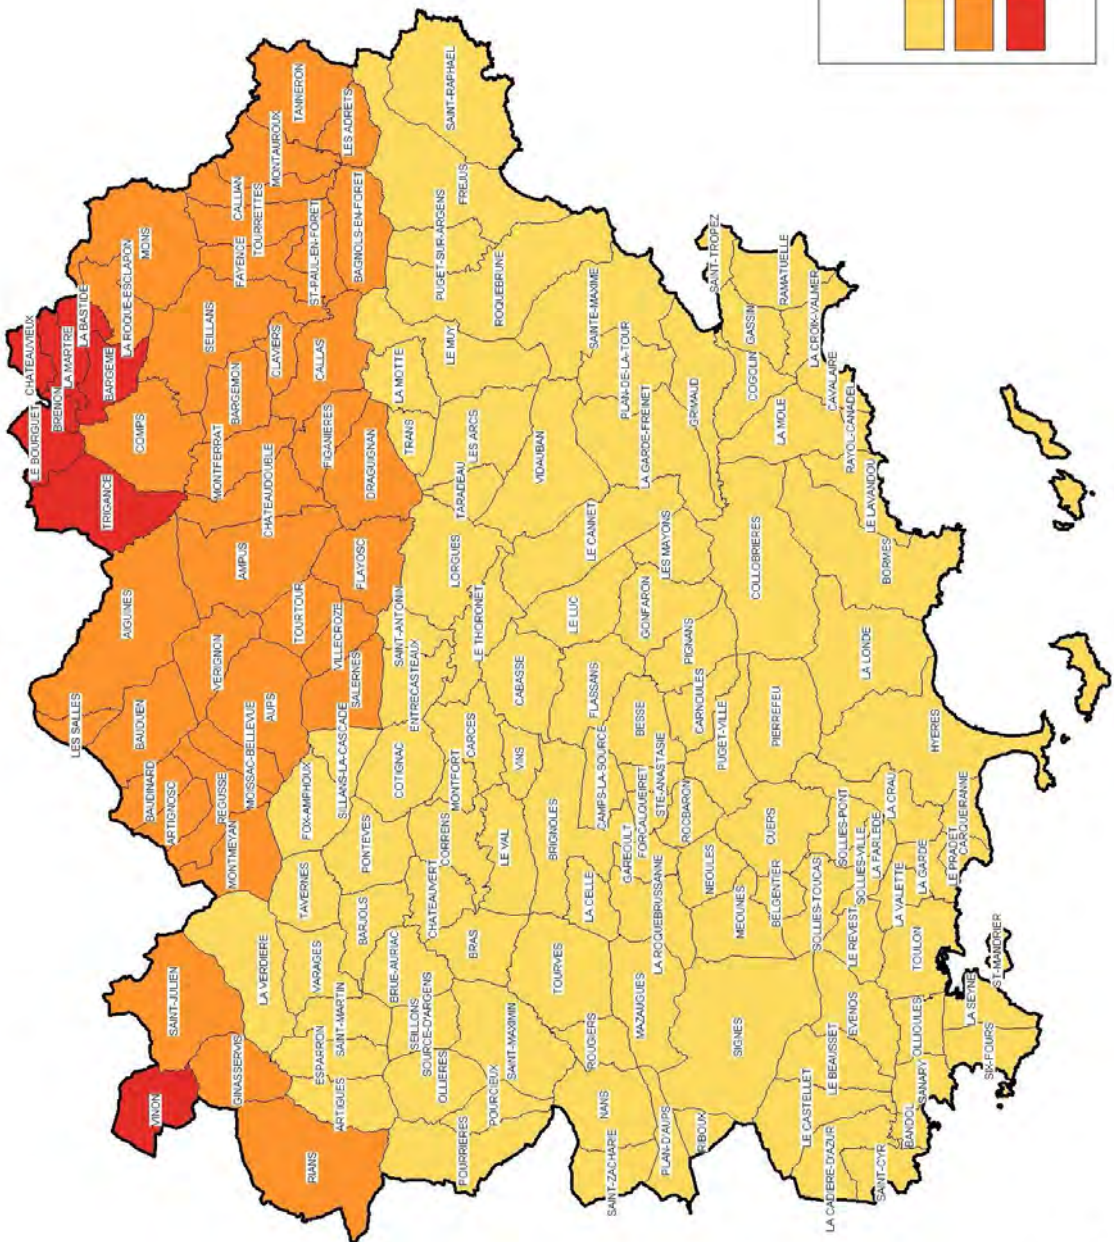 CHATEAUVIEUX
LE BOURGUET
LA MARTRE
BRENON
LA BASTIDE
BARGEME
TRIGANCE
COMPS
LA ROQUE-ESCLAPON
MONS
TANNERON
MONTAUROUX
LES ADRETS
CALLIAN
TOURRETTES
FAYENCE
ST-PAUL-EN-FORET
BAGNOLS-EN-FORET
SEILLANS
BARGEMON
CLAVIERS
CALLAS
MONTFERRAT
CHATEAUDOUBLE
FIGANIERES
DRAGUIGNAN
AMPUS
FLAYOSC
TOURTOUR
VILLECROZE
SALERNES
AIGUINES
VERIGNON
AUPS
MOISSAC-BELLEVUE
LES SALLES
BAUDUEN
BAUDINARD
ARTIGNOSC
REGUSSE
MONTMEYAN
SAINT-JULIEN
VINON
GINASSERVIS
RIANS
SAINT-RAPHAEL
FREJUS
PUGET-SUR-ARGENS
ROQUEBRUNE
LE MUY
LA MOTTE
TRANS
LES ARCS
TARADEAU
VIDAUBAN
SAINTE-MAXIME
PLAN-DE-LA-TOUR
LA GARDE-FREINET
GRIMAUD
SAINT-TROPEZ
RAMATUELLE
GASSIN
LA CROIX-VALMER
COGOLIN
CAVALAIRE
LA MOLE
RAYOL-CANADEL
LE LAVANDOU
BORMES
COLLOBRIERES
LES MAYONS
LE CANNET
LORGUES
SAINT-ANTONIN
ENTRECASTEAUX
LE THORONET
LE LUC
GONFARON
PIGNANS
CABASSE
FLASSANS
BESSE
CARNOULES
PUGET-VILLE
PIERREFEU
LA LONDE
HYERES
SILLANS-LA-CASCADE
FOX-AMPHOUX
COTIGNAC
CARCES
MONTFORT
VINS
CAMPS-LA-SOURCE
STE-ANASTASIE
FORCALQUEIRET
ROCBARON
GAREOULT
CUERS
TAVERNES
PONTEVES
CORRENS
LE VAL
BRIGNOLES
LA CELLE
LA ROQUEBRUSSANNE
NEOULES
MEOUNES
BELGENTIER
SOLLIES-TOUCAS
SOLLIES-PONT
SOLLIES-VILLE
LA FARLEDE
LA CRAU
LE REVEST
LA VALETTE
LA GARDE
LE PRADET
CARQUEIRANNE
TOULON
ST-MANDRIER
LA SEYNE
SIX-FOURS
OLLIOULES
SANARY
BANDOL
EVENOS
LE BEAUSSET
LE CASTELLET
LA CADIERE-D'AZUR
SAINT-CYR
SIGNES
RIBOUX
PLAN-D'AUPS
MAZAUGUES
ROUGIERS
TOURVES
NANS
SAINT-ZACHARIE
SAINT-MAXIMIN
POURCIEUX
POURRIERES
OLLIERES
SEILLONS
SOURCE-D'ARGENS
BRUE-AURIAC
BRAS
CHATEAUVERT
BARJOLS
VARAGES
SAINT-MARTIN
ESPARRON
ARTIGUES
LA VERDIERE